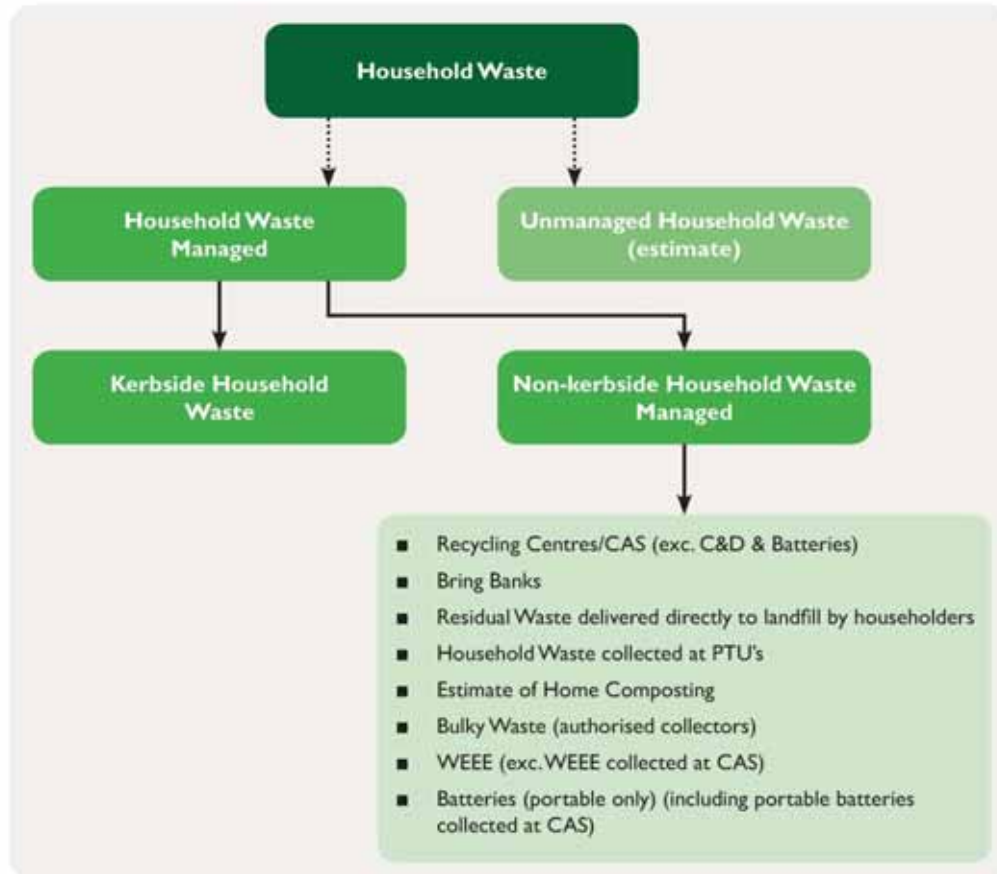 Household Waste
Household Waste
Managed
Unmanaged Household Waste
(estimate)
Kerbside Household
Waste
Non-kerbside Household Waste
Managed
■ Recycling Centres/CAS (exc. C&D & Batteries)
■ Bring Banks
■ Residual Waste delivered directly to landfill by householders
■ Household Waste collected at PTU's
■ Estimate of Home Composting
■ Bulky Waste (authorised collectors)
■ WEEE (exc. WEEE collected at CAS)
■ Batteries (portable only) (including portable batteries
collected at CAS)